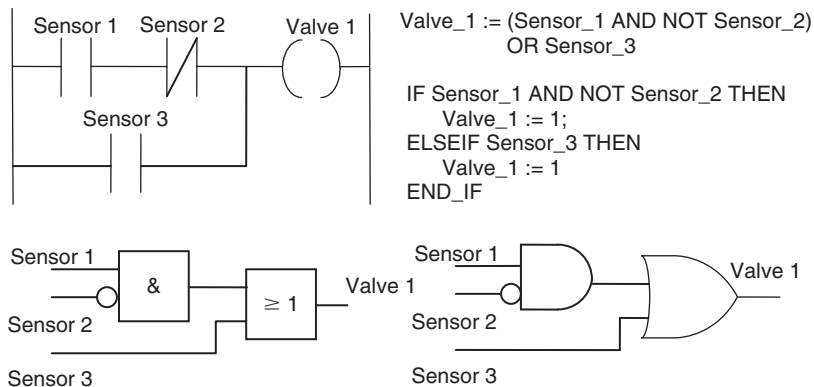 Sensor 1 Sensor 2 Valve 1
Sensor 3
Valve_1 := (Sensor_1 AND NOT Sensor_2)
OR Sensor_3
IF Sensor_1 AND NOT Sensor_2 THEN
Valve_1 := 1;
ELSEIF Sensor_3 THEN
Valve_1 := 1
END_IF
Sensor 1
&
≥ 1
Valve 1
Sensor 2
Sensor 3
Sensor 1
Valve 1
Sensor 2
Sensor 3